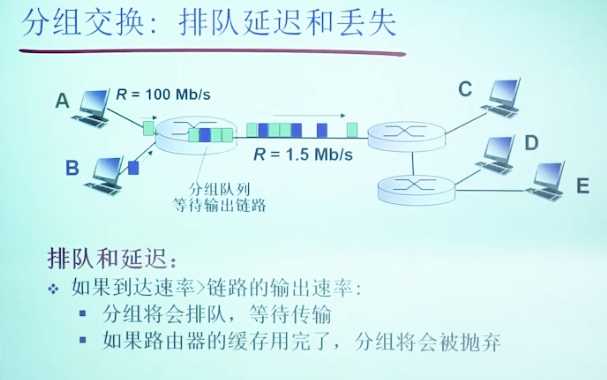 分组交换：排队延迟和丢失
A
R = 100 Mb/s
C
B
R = 1.5 Mb/s
D
E
分组队列
等待输出链路
排队和延迟：
❖ 如果到达速率>链路的输出速率:
▪ 分组将会排队，等待传输
▪ 如果路由器的缓存用完了，分组将会被抛弃